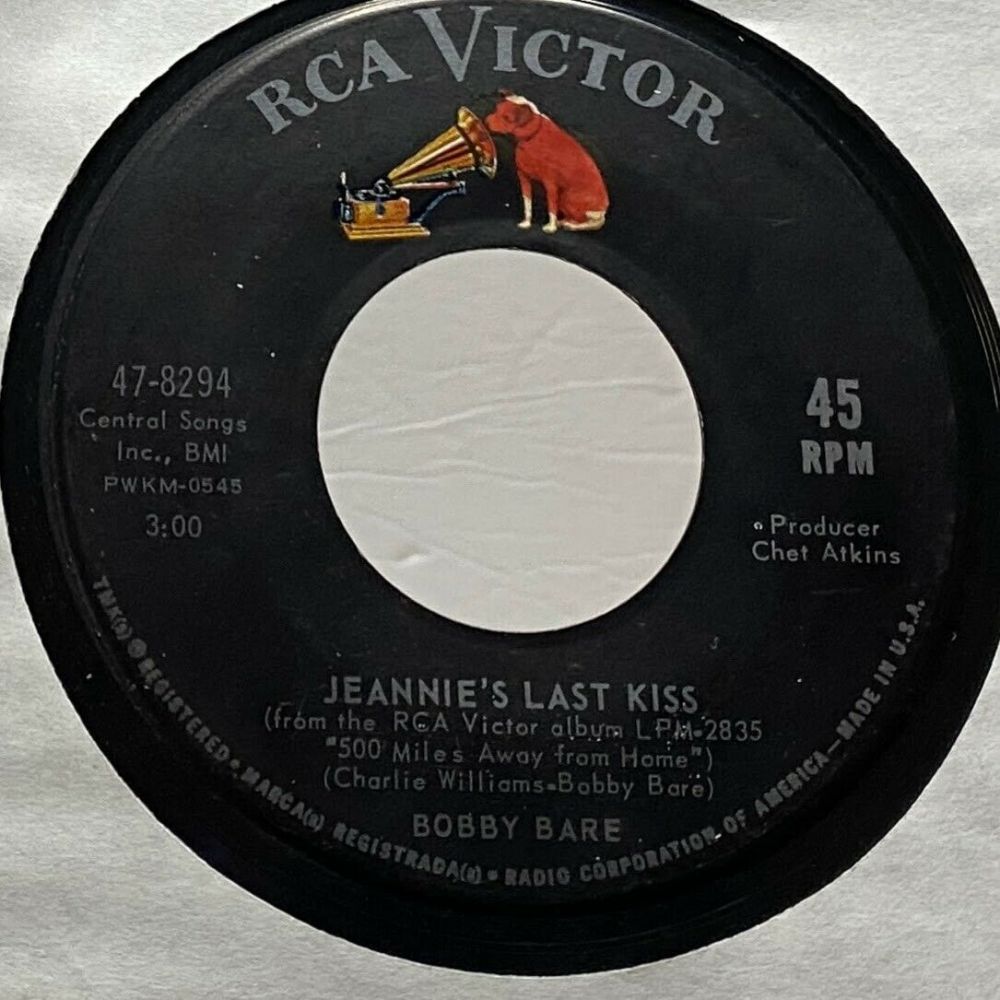 RCA VICTOR
47-8294
Central Songs
Inc., BMI
PWKM-0545
3:00
45
RPM
Producer
Chet Atkins
JEANNIE'S LAST KISS
(from the RCA Victor album LPM-2835
"500 Miles Away from Home")
(Charlie Williams-Bobby Bare)
BOBBY BARE
TMK(s) ® REGISTERED • MARCA(s) REGISTRADA(s) • RADIO CORPORATION OF AMERICA—MADE IN U.S.A.